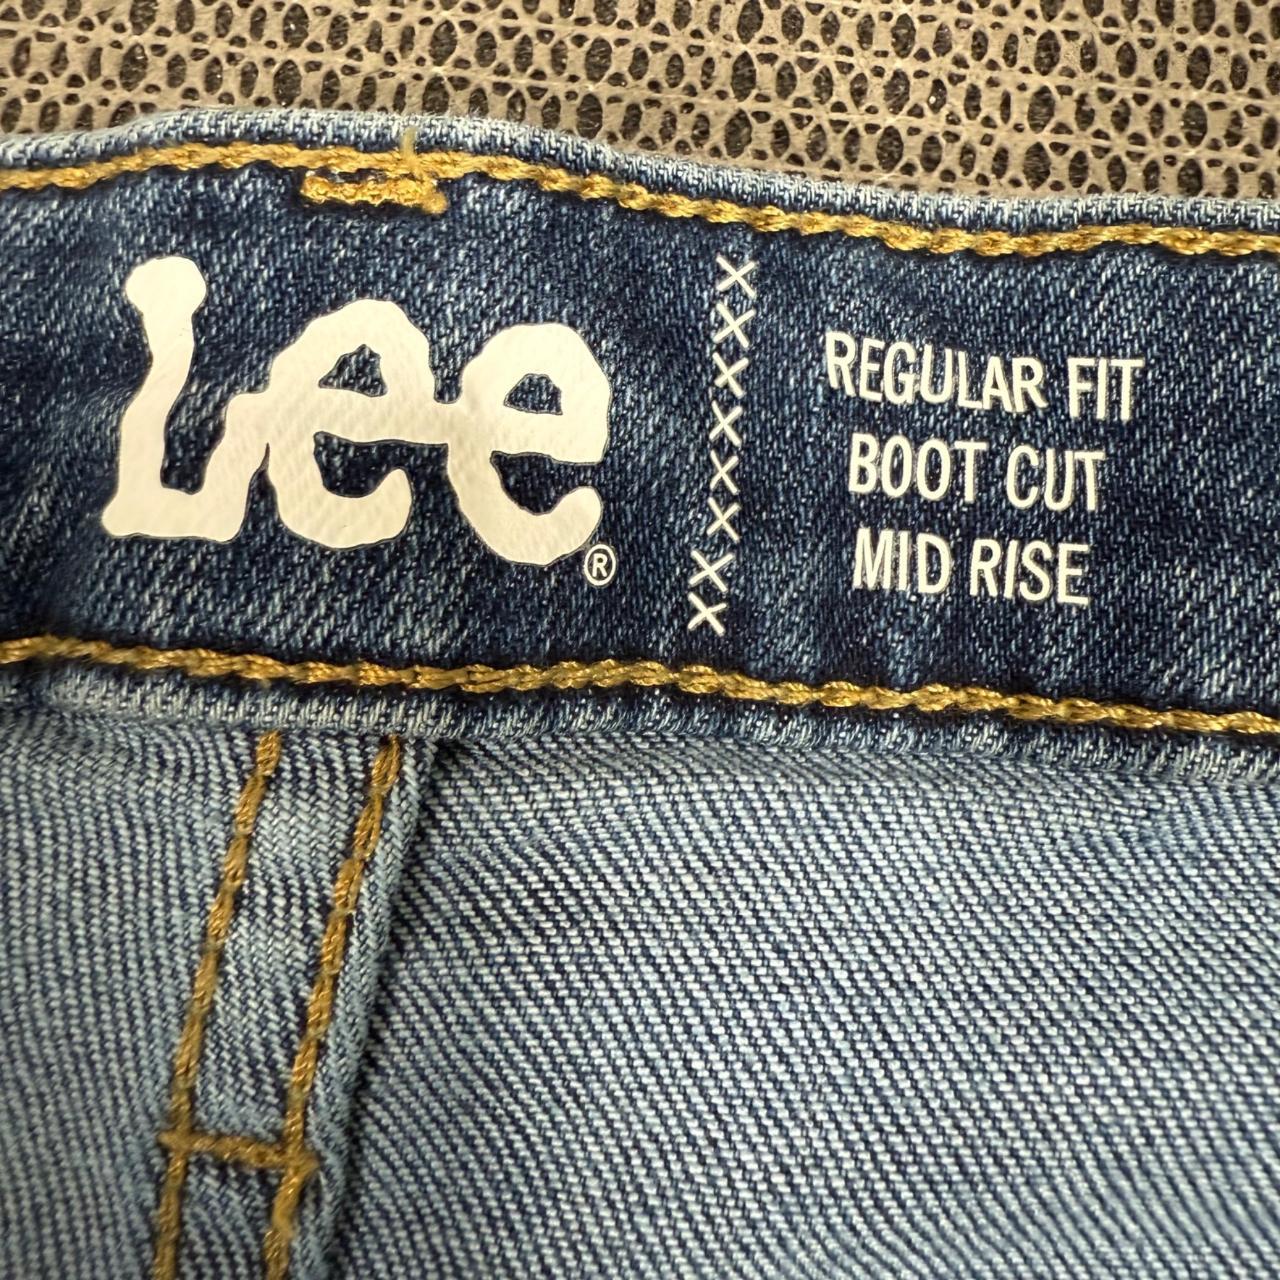 Lee®
REGULAR FIT
BOOT CUT
MID RISE